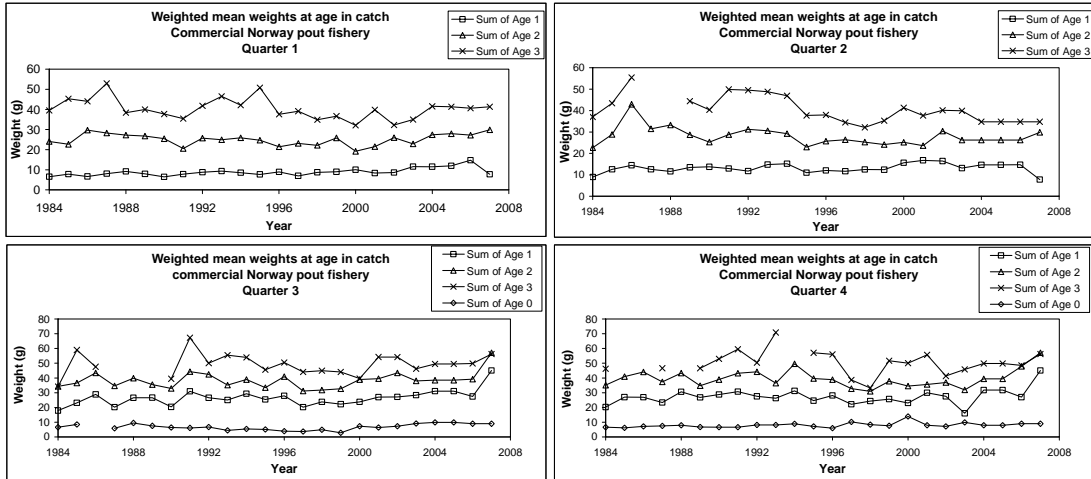 Weighted mean weights at age in catch
Commercial Norway pout fishery
Quarter 1
Sum of Age 1
Sum of Age 2
Sum of Age 3
Weight (g)
60
50
40
30
20
10
0
1984
1988
1992
1996
2000
2004
2008
Year
Weighted mean weights at age in catch
Commercial Norway pout fishery
Quarter 2
Sum of Age 1
Sum of Age 2
Sum of Age 3
Weight (g)
60
50
40
30
20
10
0
1984
1988
1992
1996
2000
2004
2008
Year
Weighted mean weights at age in catch
commercial Norway pout fishery
Quarter 3
Sum of Age 1
Sum of Age 2
Sum of Age 3
Sum of Age 0
Weight (g)
80
70
60
50
40
30
20
10
0
1984
1988
1992
1996
2000
2004
2008
Year
Weighted mean weights at age in catch
Commercial Norway pout fishery
Quarter 4
Sum of Age 1
Sum of Age 2
Sum of Age 3
Sum of Age 0
Weight (g)
80
70
60
50
40
30
20
10
0
1984
1988
1992
1996
2000
2004
2008
Year